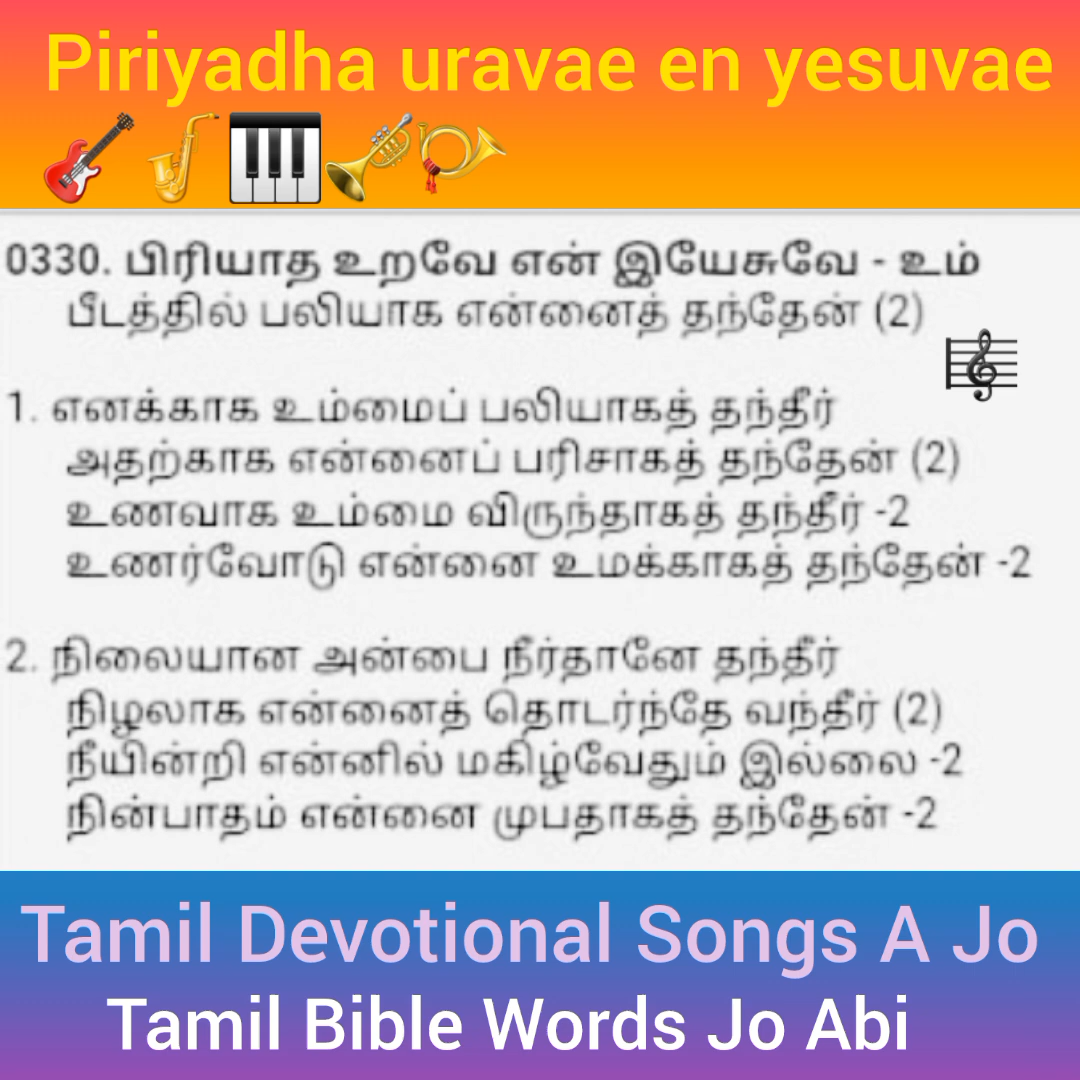 Piriyadha uravae en yesuvae
0330. பிரியாத உறவே என் இயேசுவே - உம்
பீடத்தில் பலியாக என்னைத் தந்தேன் (2)
1. எனக்காக உம்மைப் பலியாகத் தந்தீர்
அதற்காக என்னைப் பரிசாகத் தந்தேன் (2)
உணவாக உம்மை விருந்தாகத் தந்தீர் -2
உணர்வோடு என்னை உமக்காகத் தந்தேன் -2
2. நிலையான அன்பை நீர்தானே தந்தீர்
நிழலாக என்னைத் தொடர்ந்தே வந்தீர் (2)
நீயின்றி என்னில் மகிழ்வேதும் இல்லை -2
நின்பாதம் என்னை முபதாகத் தந்தேன் -2
Tamil Devotional Songs A Jo
Tamil Bible Words Jo Abi